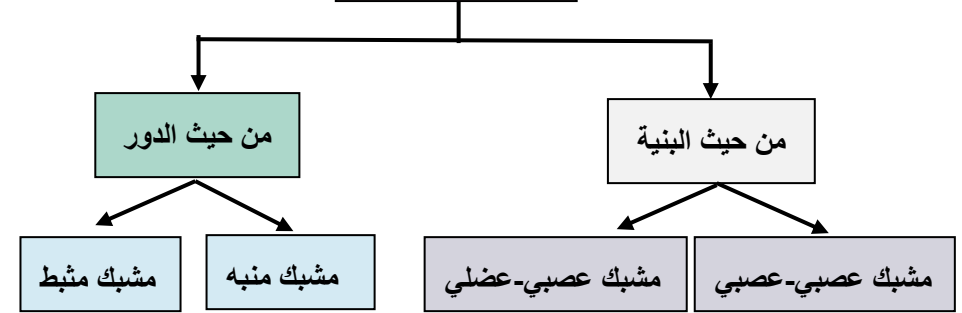 من حيث البنية
من حيث الدور
مشبك عصبي-عصبي
مشبك عصبي-عضلي
مشبك منبه
مشبك مثبط